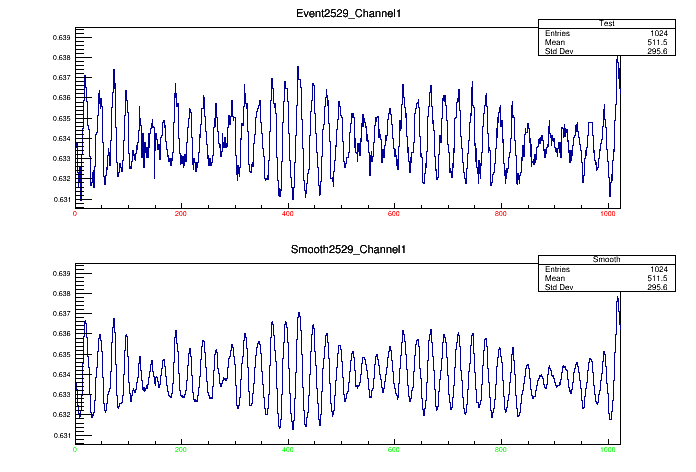 Event2529_Channel1
Test
Entries 1024
Mean 511.5
Std Dev 295.6
0.639
0.638
0.637
0.636
0.635
0.634
0.633
0.632
0.631
0 200 400 600 800 1000
Smooth2529_Channel1
Smooth
Entries 1024
Mean 511.5
Std Dev 295.6
0.639
0.638
0.637
0.636
0.635
0.634
0.633
0.632
0.631
0 200 400 600 800 1000